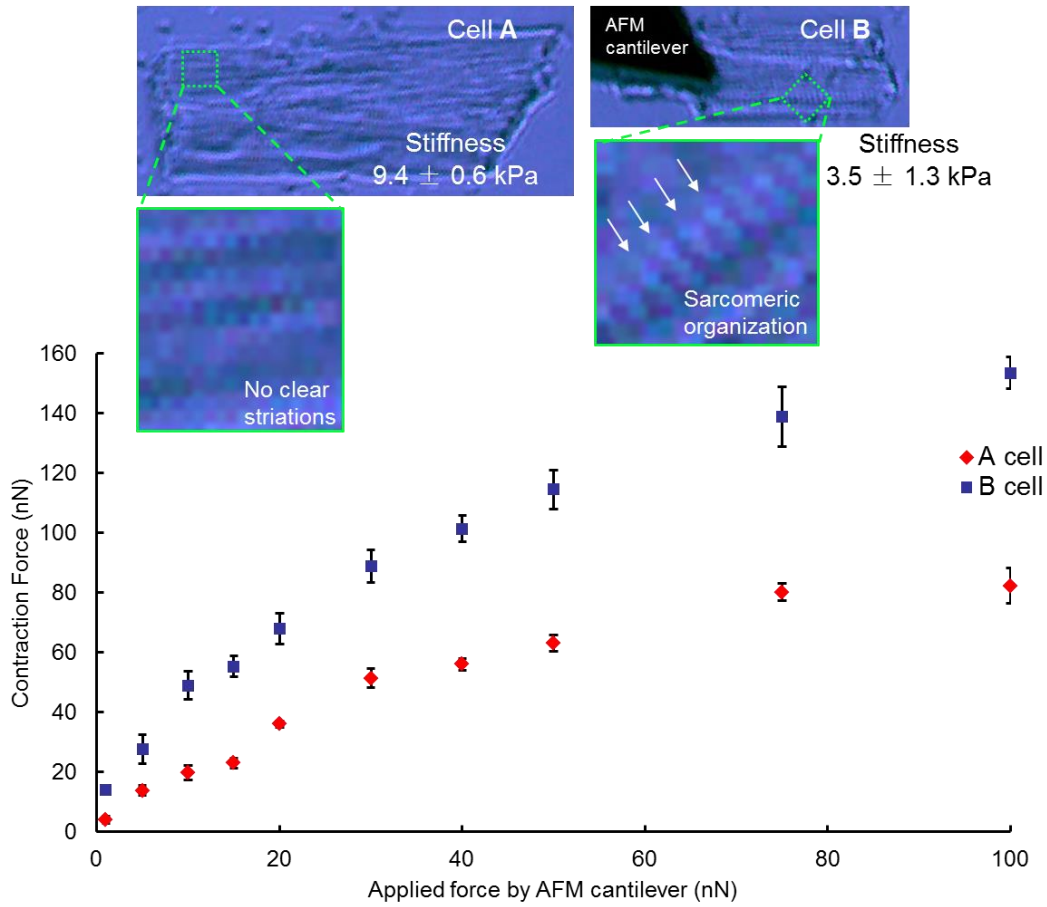 Cell A
Stiffness
9.4 ± 0.6 kPa
AFM
cantilever
Cell B
Stiffness
3.5 ± 1.3 kPa
No clear
striations
Sarcomeric
organization
Contraction Force (nN)
160
140
120
100
80
60
40
20
0
A cell
B cell
0
20
40
60
80
100
Applied force by AFM cantilever (nN)